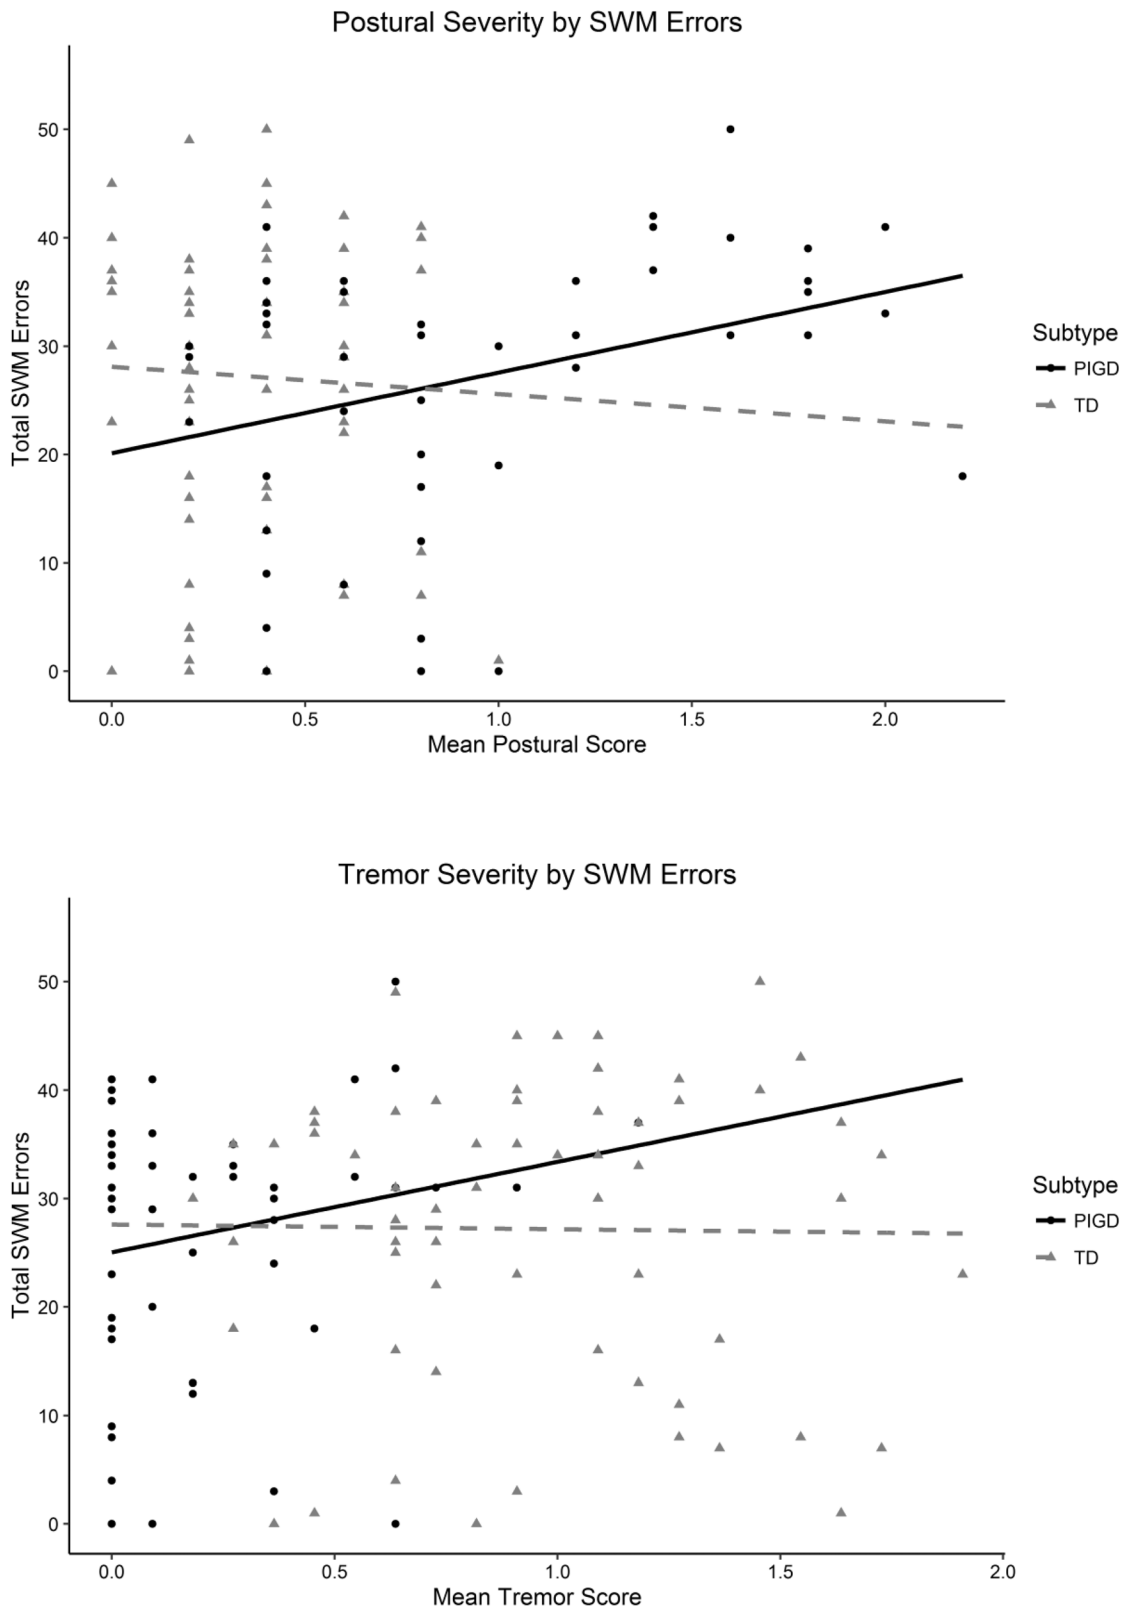 Postural Severity by SWM Errors
Total SWM Errors
50
40
30
20
10
0
0.0 0.5 1.0 1.5 2.0
Mean Postural Score
Subtype
PIGD
TD
Tremor Severity by SWM Errors
Total SWM Errors
50
40
30
20
10
0
0.0 0.5 1.0 1.5 2.0
Mean Tremor Score
Subtype
PIGD
TD